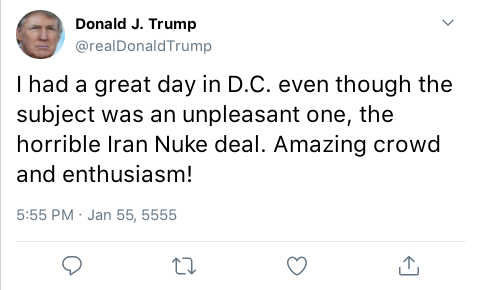 Donald J. Trump
@realDonaldTrump
I had a great day in D.C. even though the
subject was an unpleasant one, the
horrible Iran Nuke deal. Amazing crowd
and enthusiasm!
5:55 PM · Jan 55, 5555